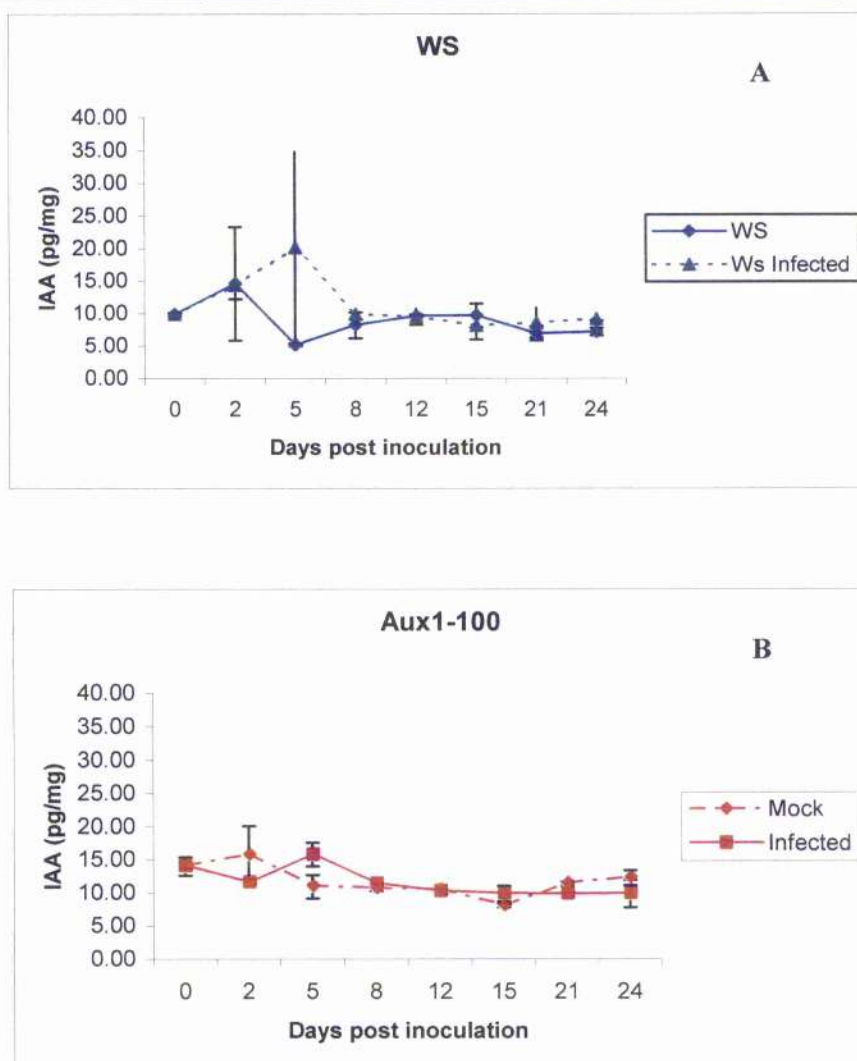 WS
A
40.00
35.00
30.00
25.00
20.00
15.00
10.00
5.00
0.00
IAA (pg/mg)
0 2 5 8 12 15 21 24
Days post inoculation
WS
Ws Infected
Aux1-100
B
40.00
35.00
30.00
25.00
20.00
15.00
10.00
5.00
0.00
IAA (pg/mg)
0 2 5 8 12 15 21 24
Days post inoculation
Mock
Infected